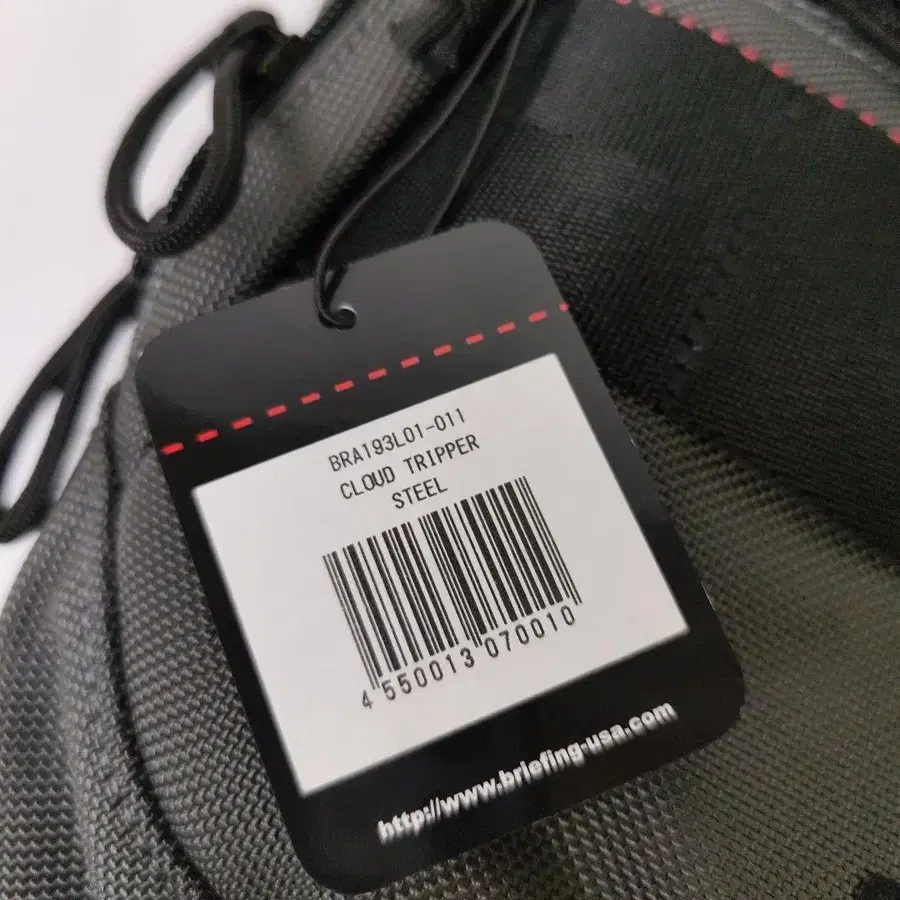 BRA193L01-011
CLOUD TRIPPER
STEEL
4 550013 070010
http://www.briefing-usa.com